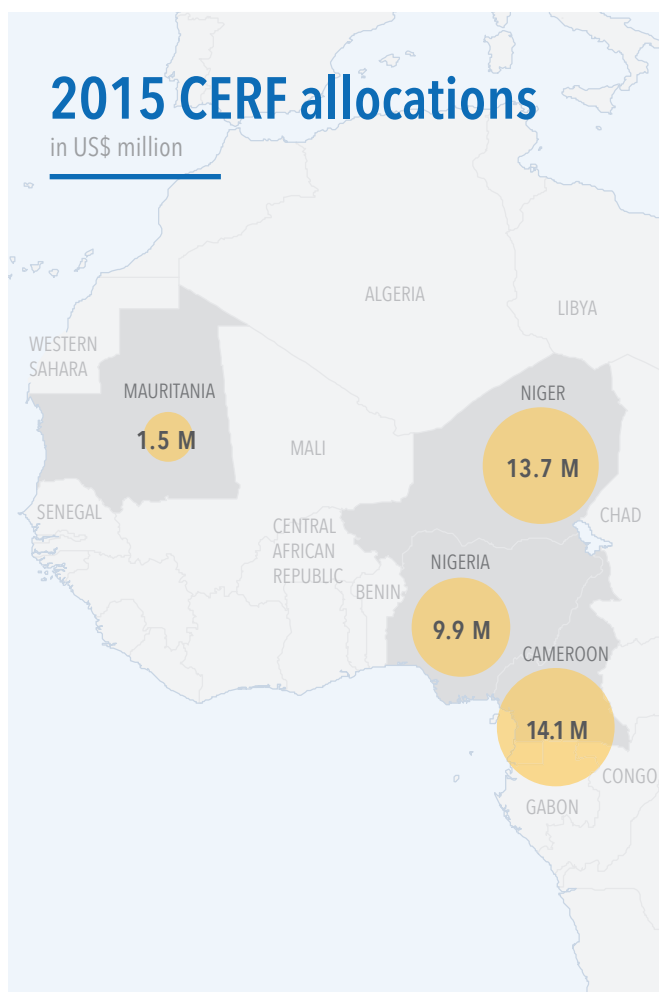 2015 CERF allocations
in US$ million
ALGERIA
LIBYA
WESTERN
SAHARA
MAURITANIA
1.5 M
NIGER
13.7 M
MALI
SENEGAL
CHAD
CENTRAL
AFRICAN
REPUBLIC
BENIN
NIGERIA
9.9 M
CAMEROON
14.1 M
CONGO
GABON